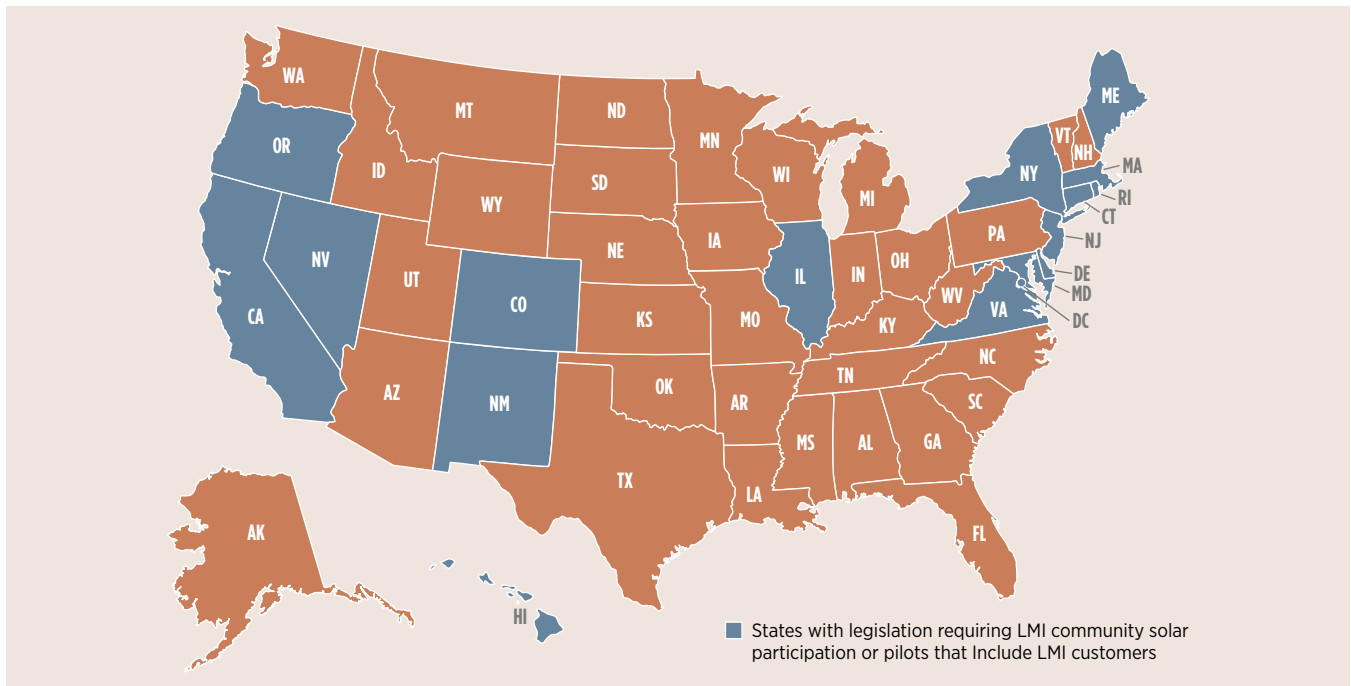 WA
MT
ND
MN
ME
VT
NH
OR
ID
SD
WI
NY
MA
MI
RI
WY
CT
IA
PA
NJ
NE
NV
UT
IL
IN
OH
DE
MD
WV
DC
CO
VA
CA
KS
MO
KY
NC
TN
AZ
NM
OK
AR
SC
MS
AL
GA
TX
LA
AK
FL
HI
States with legislation requiring LMI community solar
participation or pilots that Include LMI customers